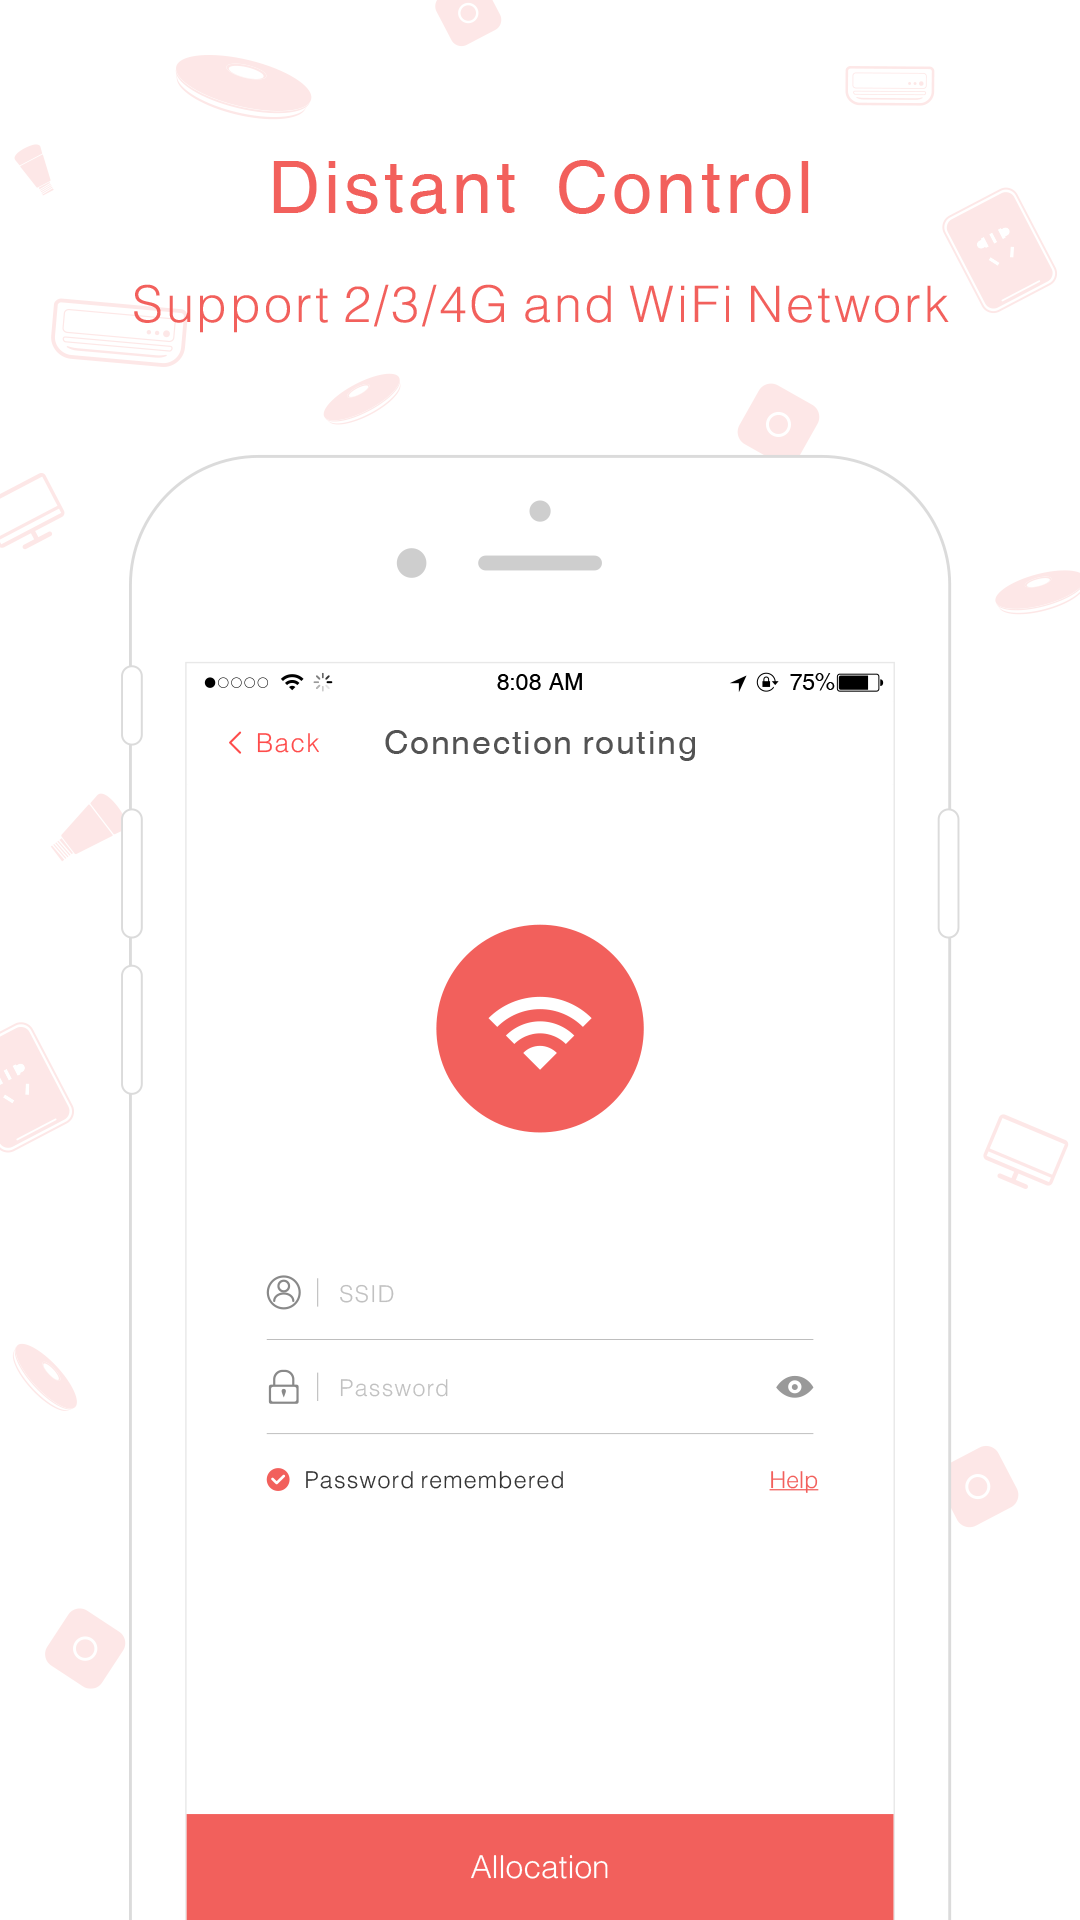 Distant Control
Support 2/3/4G and WiFi Network
8:08 AM
75%
Back
Connection routing
SSID
Password
Password remembered
Help
Allocation